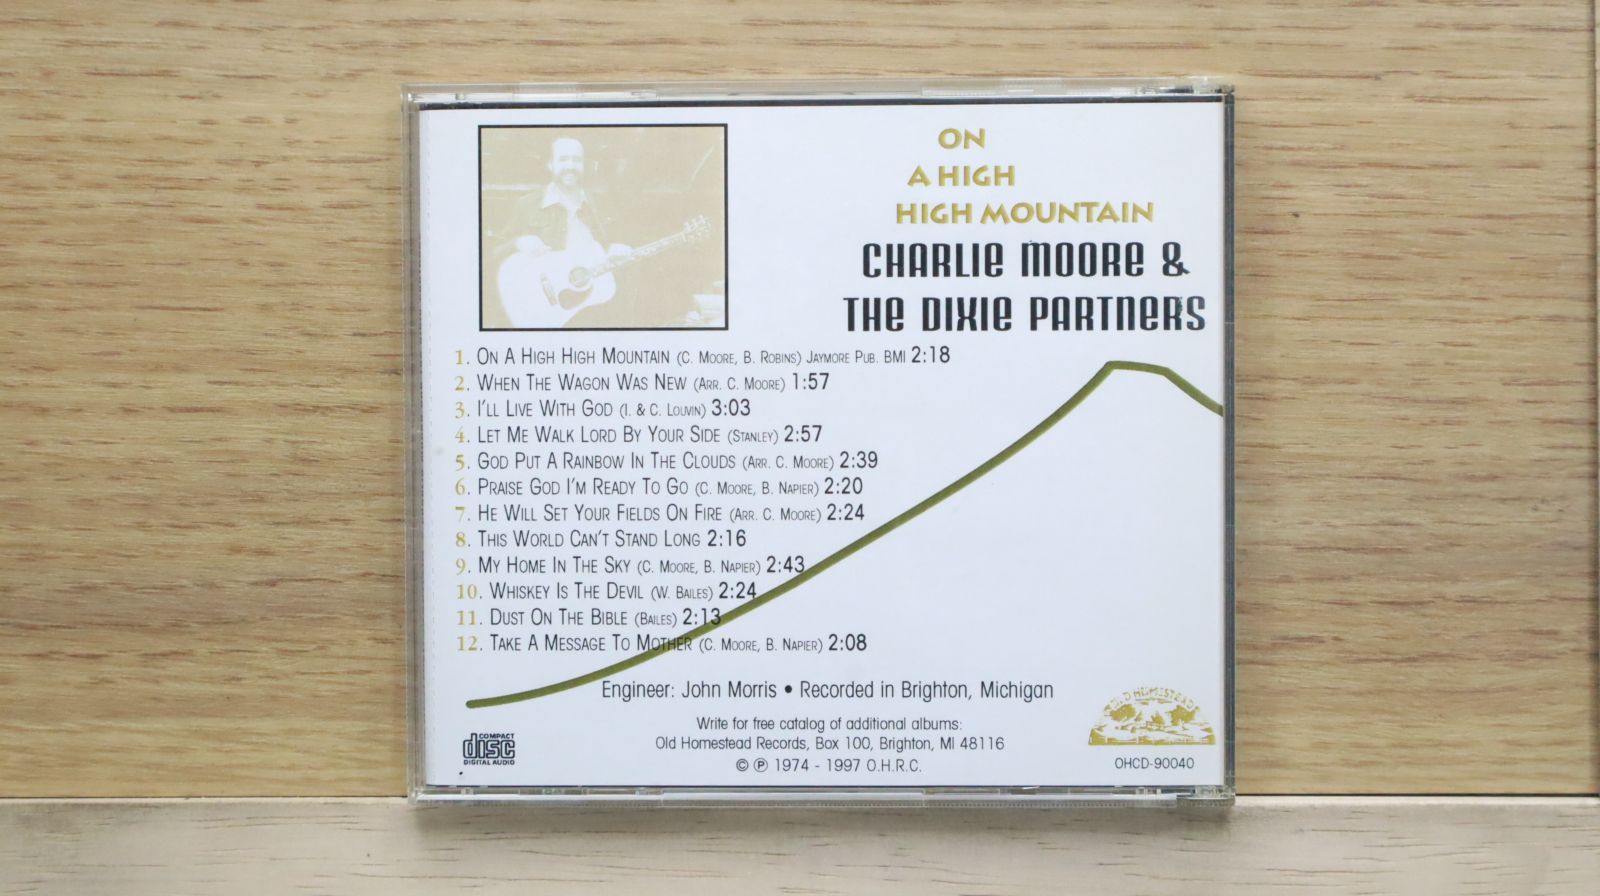 ON
A HIGH
HIGH MOUNTAIN
CHARLIE MOORE &
THE DIXIE PARTNERS
1. ON A HIGH HIGH MOUNTAIN (C. MOORE, B. ROBINS) JAYMORE PUB. BMI 2:18
2. WHEN THE WAGON WAS NEW (ARR. C. MOORE) 1:57
3. I'LL LIVE WITH GOD (I. & C. LOUVIN) 3:03
4. LET ME WALK LORD BY YOUR SIDE (STANLEY) 2:57
5. GOD PUT A RAINBOW IN THE CLOUDS (ARR. C. MOORE) 2:39
6. PRAISE GOD I'M READY TO GO (C. MOORE, B. NAPIER) 2:20
7. HE WILL SET YOUR FIELDS ON FIRE (ARR. C. MOORE) 2:24
8. THIS WORLD CAN'T STAND LONG 2:16
9. MY HOME IN THE SKY (C. MOORE, B. NAPIER) 2:43
10. WHISKEY IS THE DEVIL (W. BAILES) 2:24
11. DUST ON THE BIBLE (BAILES) 2:13
12. TAKE A MESSAGE TO MOTHER (C. MOORE, B. NAPIER) 2:08
Engineer: John Morris • Recorded in Brighton, Michigan
Write for free catalog of additional albums:
Old Homestead Records, Box 100, Brighton, MI 48116
© ℗ 1974 - 1997 O.H.R.C.
COMPACT
disc
DIGITAL AUDIO
OLD HOMESTEAD
OHCD-90040